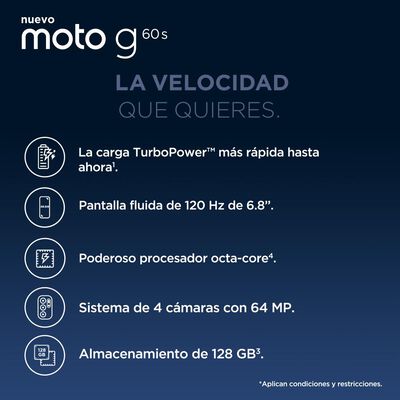 nuevo
moto g 60s
LA VELOCIDAD
QUE QUIERES.
La carga TurboPower™ más rápida hasta
ahora¹.
Pantalla fluida de 120 Hz de 6.8”.
Poderoso procesador octa-core⁴.
Sistema de 4 cámaras con 64 MP.
128
GB
Almacenamiento de 128 GB³.
*Aplican condiciones y restricciones.